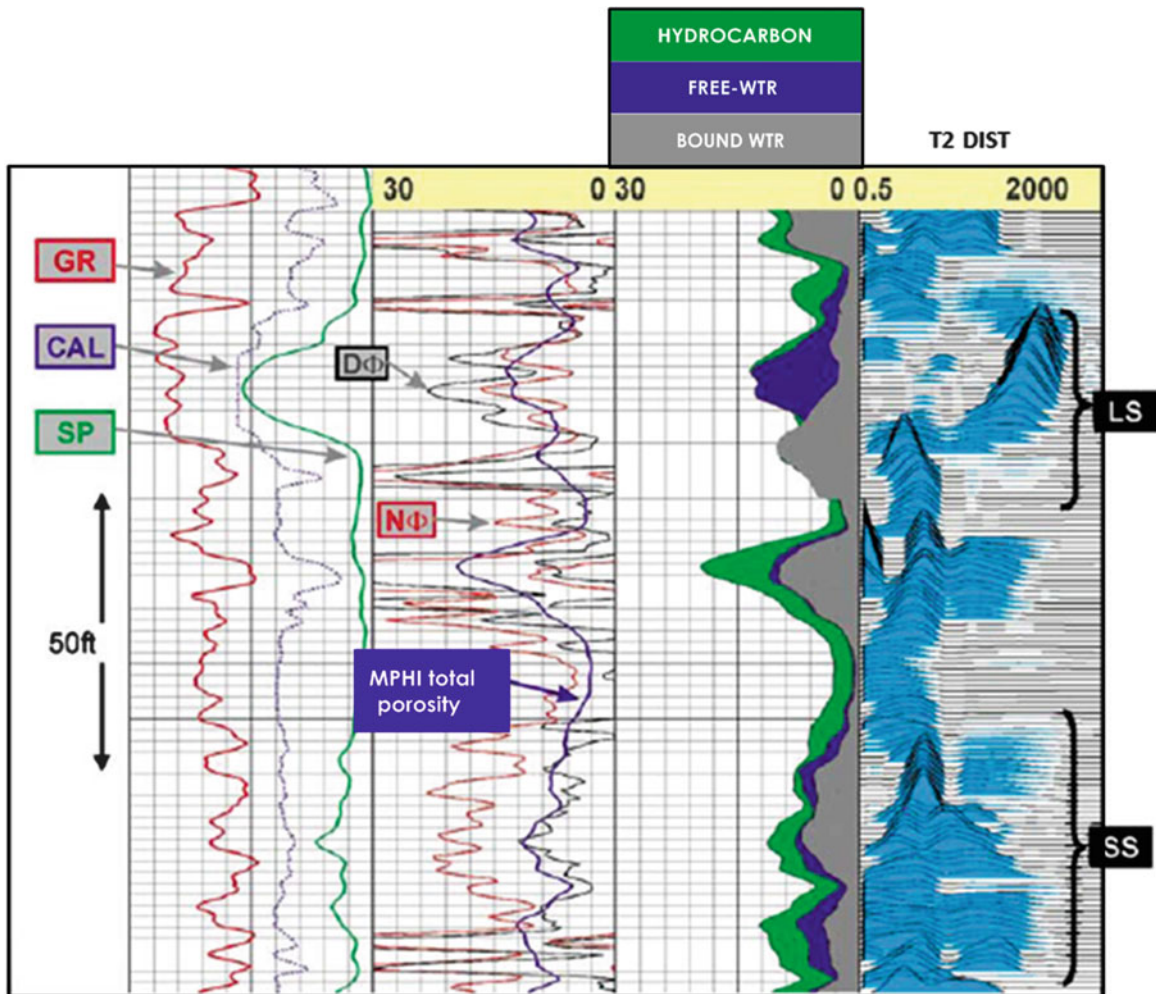 HYDROCARBON
FREE-WTR
BOUND WTR
T2 DIST
30 0 30 0 0.5 2000
GR
CAL
DΦ
SP
LS
NΦ
50ft
MPHI total
porosity
SS